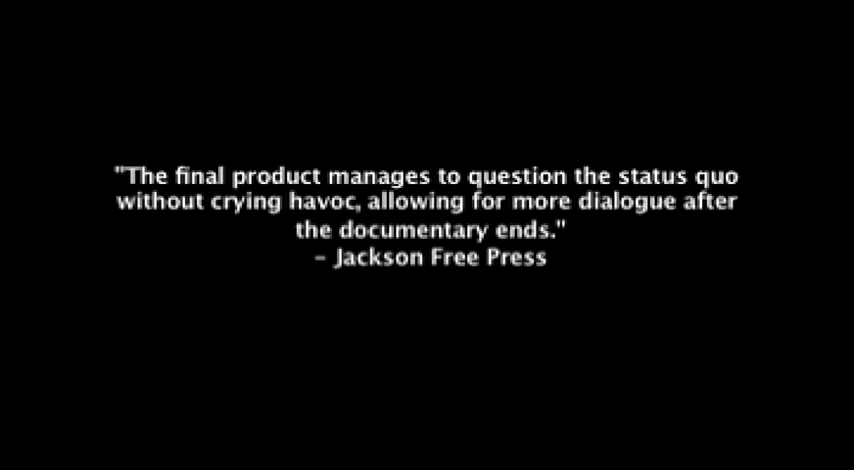 "The final product manages to question the status quo
without crying havoc, allowing for more dialogue after
the documentary ends."
– Jackson Free Press